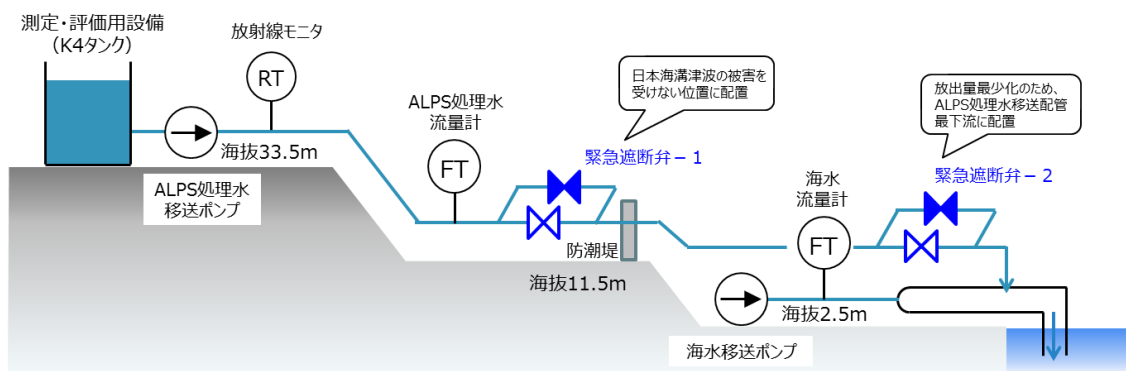 測定・評価用設備
（K4タンク）
放射線モニタ
RT
海抜33.5m
ALPS処理水
移送ポンプ
ALPS処理水
流量計
FT
日本海溝津波の被害を
受けない位置に配置
緊急遮断弁－1
防潮堤
海抜11.5m
放出量最少化のため、
ALPS処理水移送配管
最下流に配置
緊急遮断弁－2
海水
流量計
FT
海抜2.5m
海水移送ポンプ